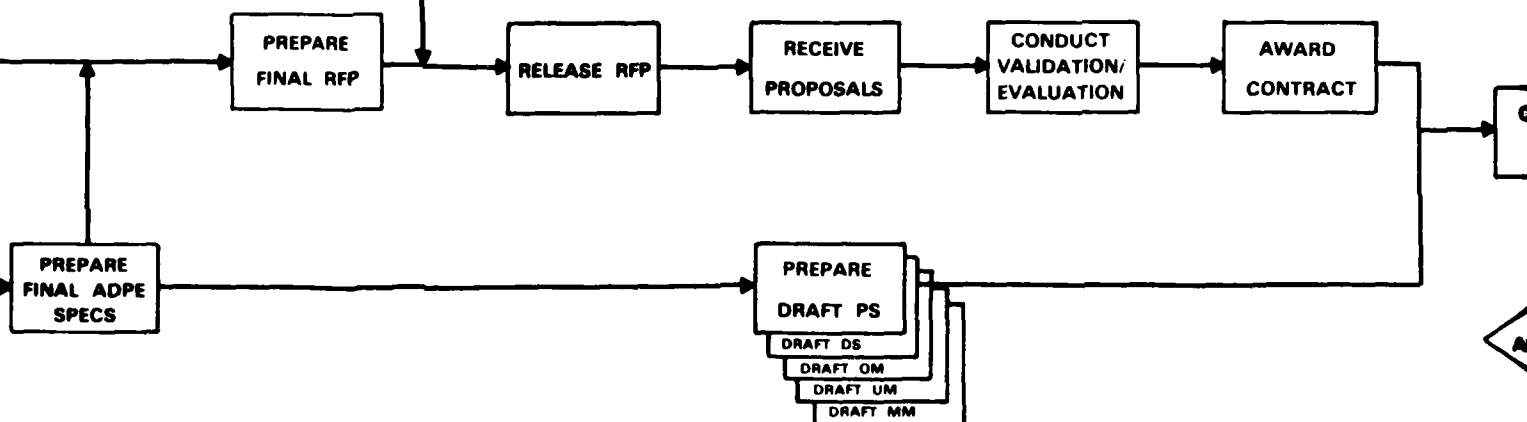 PREPARE
FINAL RFP
RELEASE RFP
RECEIVE
PROPOSALS
CONDUCT
VALIDATION/
EVALUATION
AWARD
CONTRACT
PREPARE
FINAL ADPE
SPECS
PREPARE
DRAFT PS
DRAFT DS
DRAFT OM
DRAFT UM
DRAFT MM